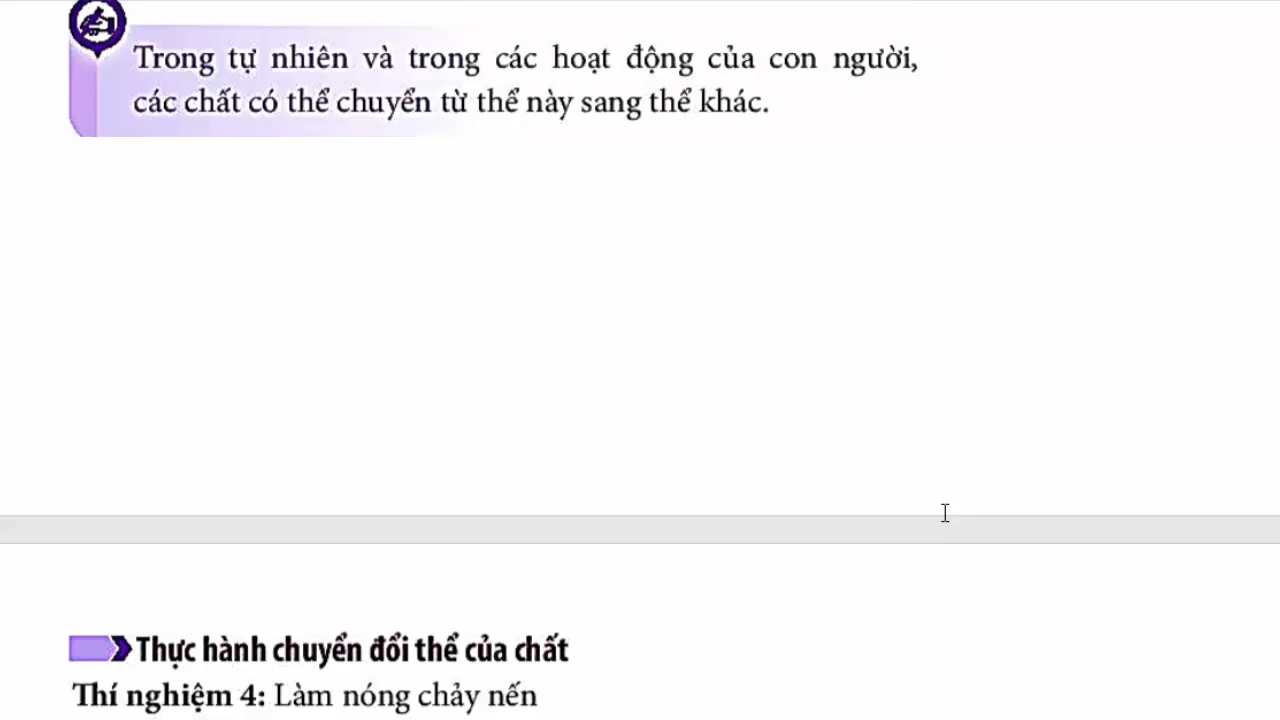 Trong tự nhiên và trong các hoạt động của con người,
các chất có thể chuyển từ thể này sang thể khác.
Thực hành chuyển đổi thể của chất
Thí nghiệm 4: Làm nóng chảy nến